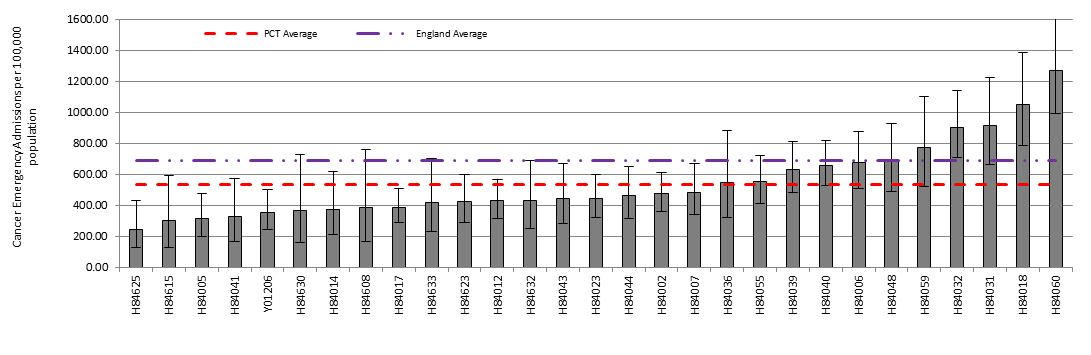 1600.00
1400.00
1200.00
1000.00
800.00
600.00
400.00
200.00
0.00
Cancer Emergency Admissions per 100,000
population
PCT Average
England Average
H84625
H84615
H84005
H84041
Y01206
H84630
H84014
H84608
H84017
H84633
H84623
H84012
H84632
H84043
H84023
H84044
H84002
H84007
H84036
H84055
H84039
H84040
H84006
H84048
H84059
H84032
H84031
H84018
H84060